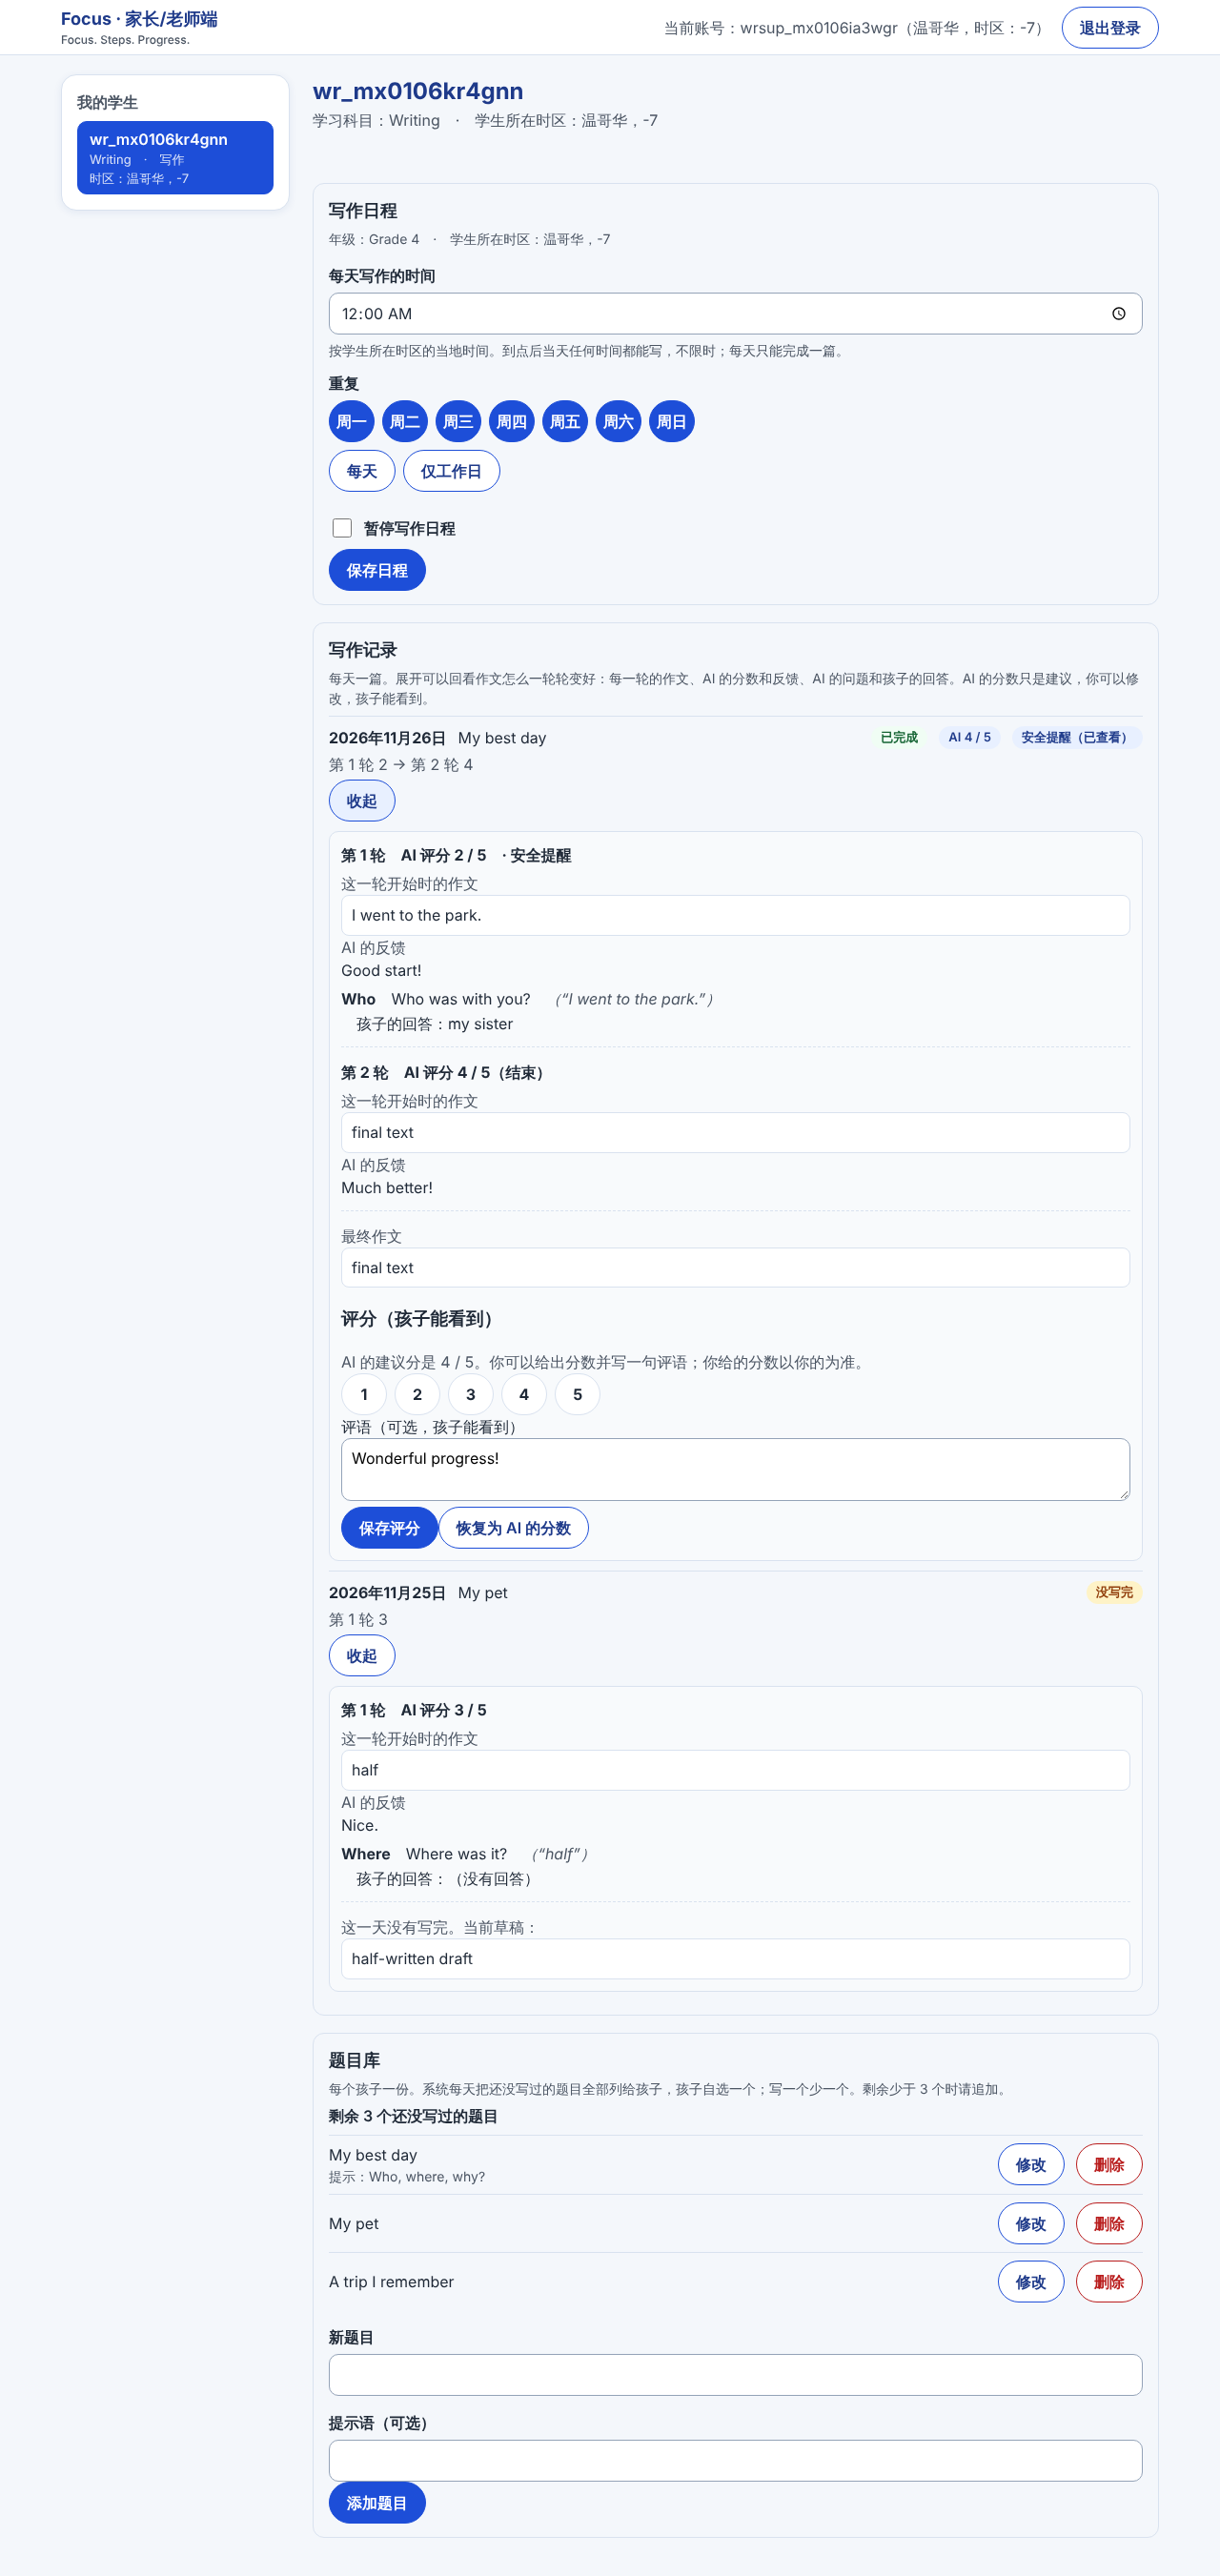 Focus · 家长/老师端
Focus. Steps. Progress.
当前账号：wrsup_mx0106ia3wgr（温哥华，时区：-7）
退出登录
我的学生
wr_mx0106kr4gnn
Writing · 写作
时区：温哥华，-7
wr_mx0106kr4gnn
学习科目：Writing · 学生所在时区：温哥华，-7
写作日程
年级：Grade 4 · 学生所在时区：温哥华，-7
每天写作的时间
12:00 AM
按学生所在时区的当地时间。到点后当天任何时间都能写，不限时；每天只能完成一篇。
重复
周一 周二 周三 周四 周五 周六 周日
每天 仅工作日
暂停写作日程
保存日程
写作记录
每天一篇。展开可以回看作文怎么一轮轮变好：每一轮的作文、AI 的分数和反馈、AI 的问题和孩子的回答。AI 的分数只是建议，你可以修
改，孩子能看到。
2026年11月26日 My best day 已完成 AI 4 / 5 安全提醒（已查看）
第 1 轮 2 → 第 2 轮 4
收起
第 1 轮 AI 评分 2 / 5 · 安全提醒
这一轮开始时的作文
I went to the park.
AI 的反馈
Good start!
Who Who was with you? （“I went to the park.”）
孩子的回答：my sister
第 2 轮 AI 评分 4 / 5（结束）
这一轮开始时的作文
final text
AI 的反馈
Much better!
最终作文
final text
评分（孩子能看到）
AI 的建议分是 4 / 5。你可以给出分数并写一句评语；你给的分数以你的为准。
1 2 3 4 5
评语（可选，孩子能看到）
Wonderful progress!
保存评分 恢复为 AI 的分数
2026年11月25日 My pet 没写完
第 1 轮 3
收起
第 1 轮 AI 评分 3 / 5
这一轮开始时的作文
half
AI 的反馈
Nice.
Where Where was it? （“half”）
孩子的回答：（没有回答）
这一天没有写完。当前草稿：
half-written draft
题目库
每个孩子一份。系统每天把还没写过的题目全部列给孩子，孩子自选一个；写一个少一个。剩余少于 3 个时请追加。
剩余 3 个还没写过的题目
My best day
提示：Who, where, why?
修改 删除
My pet
修改 删除
A trip I remember
修改 删除
新题目
提示语（可选）
添加题目